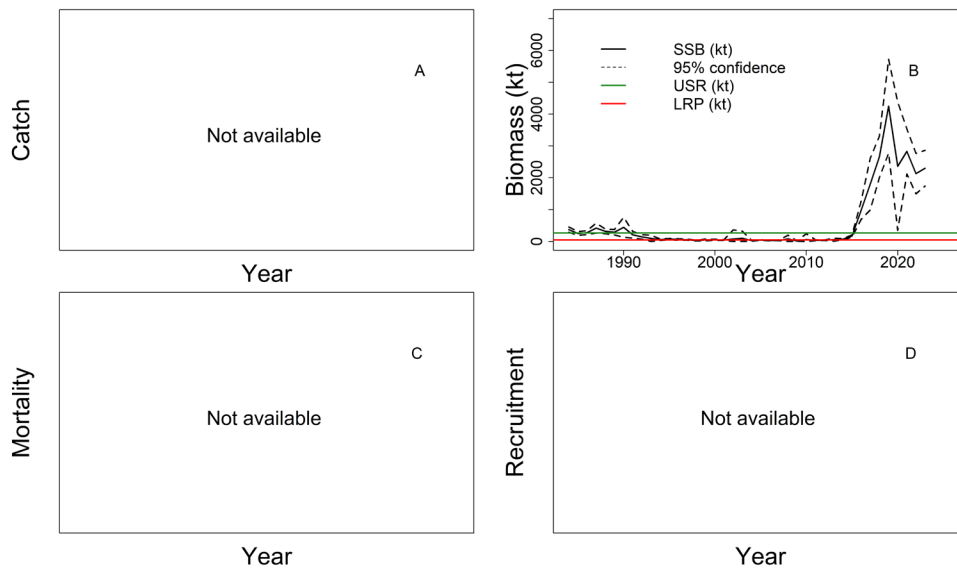 Catch
A
Not available
Year
Biomass (kt)
0 2000 4000 6000
SSB (kt)
95% confidence
USR (kt)
LRP (kt)
B
1990 2000 2010 2020
Year
Mortality
C
Not available
Year
Recruitment
D
Not available
Year